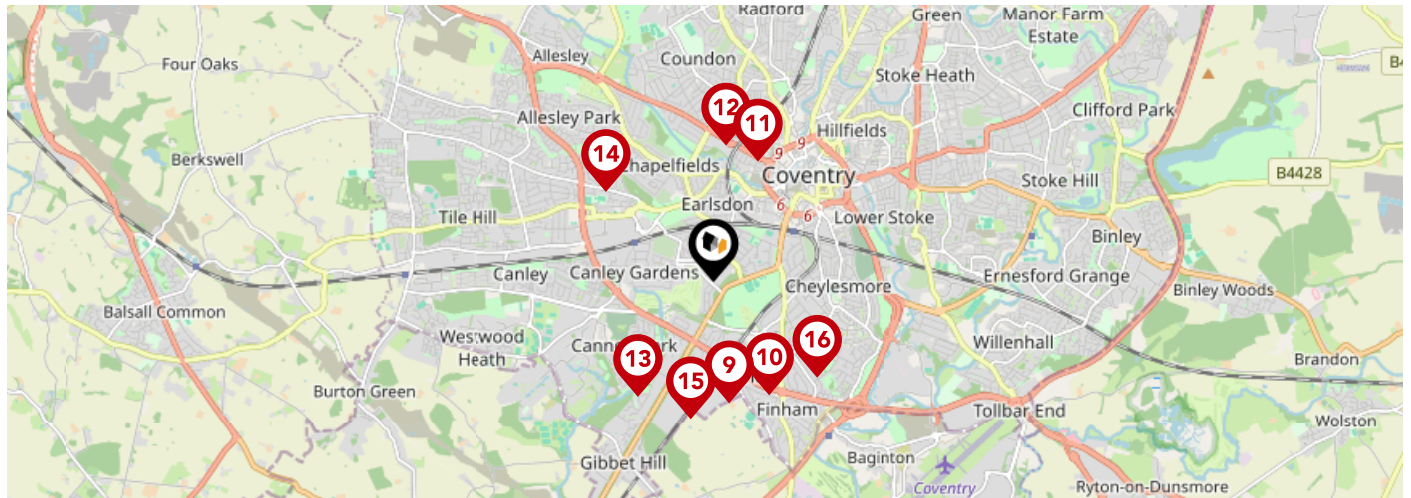 Radford
Green
Manor Farm
Estate
Four Oaks
Allesley
Coundon
Stoke Heath
B4
Clifford Park
12
11
Allesley Park
Hillfields
9
9
14
Berkswell
Chapelfields
Coventry
Stoke Hill
B4428
Earlsdon
6
6
Tile Hill
Lower Stoke
Binley
Canley
Canley Gardens
Ernesford Grange
Cheylesmore
Binley Woods
Balsall Common
Westwood
Heath
Willenhall
13
15
9
10
16
Brandon
Burton Green
Finham
Tollbar End
Wolston
Gibbet Hill
Baginton
Coventry
Ryton-on-Dunsmore